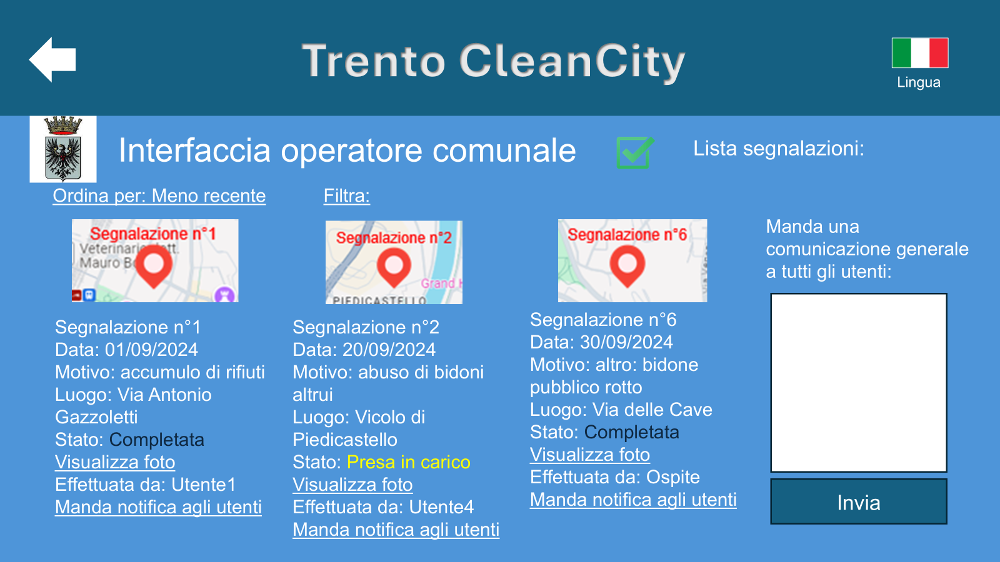 Trento CleanCity
Lingua
Interfaccia operatore comunale
Lista segnalazioni:
Ordina per: Meno recente
Filtra:
Segnalazione n°1
Veterinari
tt.
Mauro B
Segnalazione n°1
Data: 01/09/2024
Motivo: accumulo di rifiuti
Luogo: Via Antonio
Gazzoletti
Stato: Completata
Visualizza foto
Effettuata da: Utente1
Manda notifica agli utenti
Segnalazione n°2
Grand
PIEDICASTELLO
Segnalazione n°2
Data: 20/09/2024
Motivo: abuso di bidoni
altrui
Luogo: Vicolo di
Piedicastello
Stato: Presa in carico
Visualizza foto
Effettuata da: Utente4
Manda notifica agli utenti
Segnalazione n°6
Segnalazione n°6
Data: 30/09/2024
Motivo: altro: bidone
pubblico rotto
Luogo: Via delle Cave
Stato: Completata
Visualizza foto
Effettuata da: Ospite
Manda notifica agli utenti
Manda una
comunicazione generale
a tutti gli utenti:
Invia